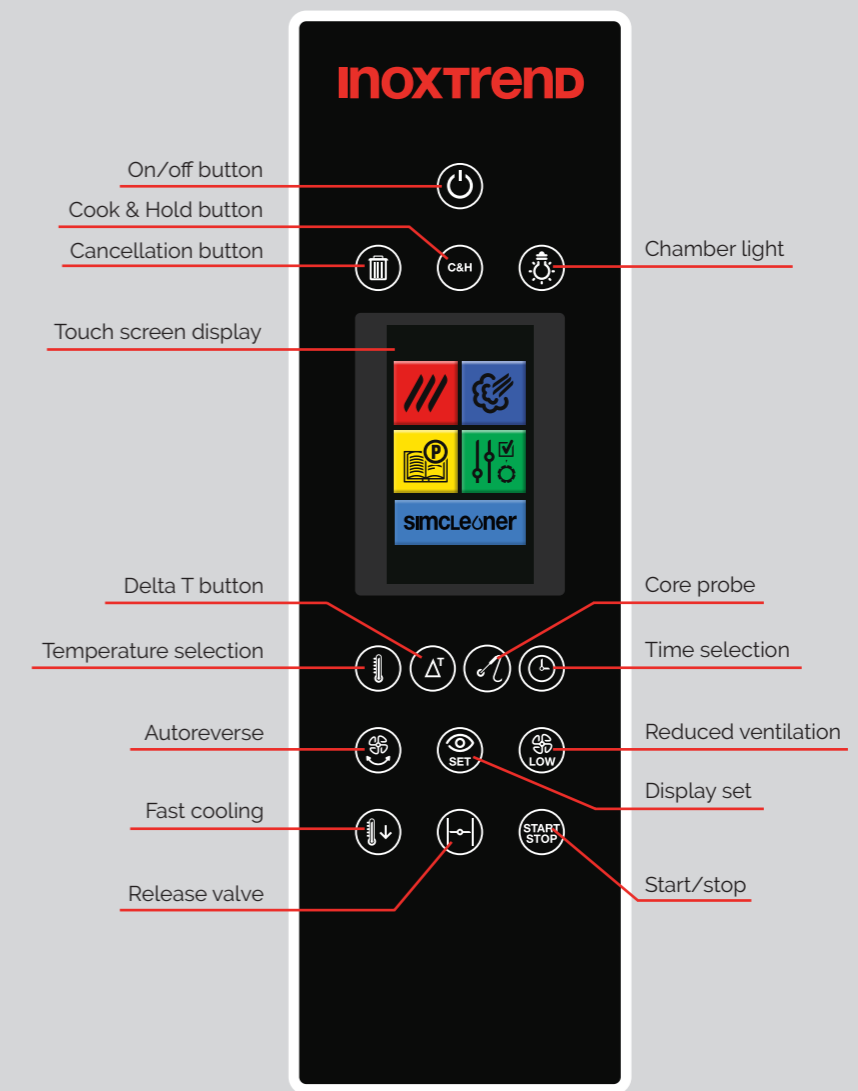 INOXTREND
On/off button
Cook & Hold button
Cancellation button
C&H
Chamber light
Touch screen display
P
SIMCLEANER
Delta T button
Core probe
Temperature selection
ΔT
Time selection
Autoreverse
SET
LOW
Reduced ventilation
Display set
Fast cooling
START
STOP
Release valve
Start/stop